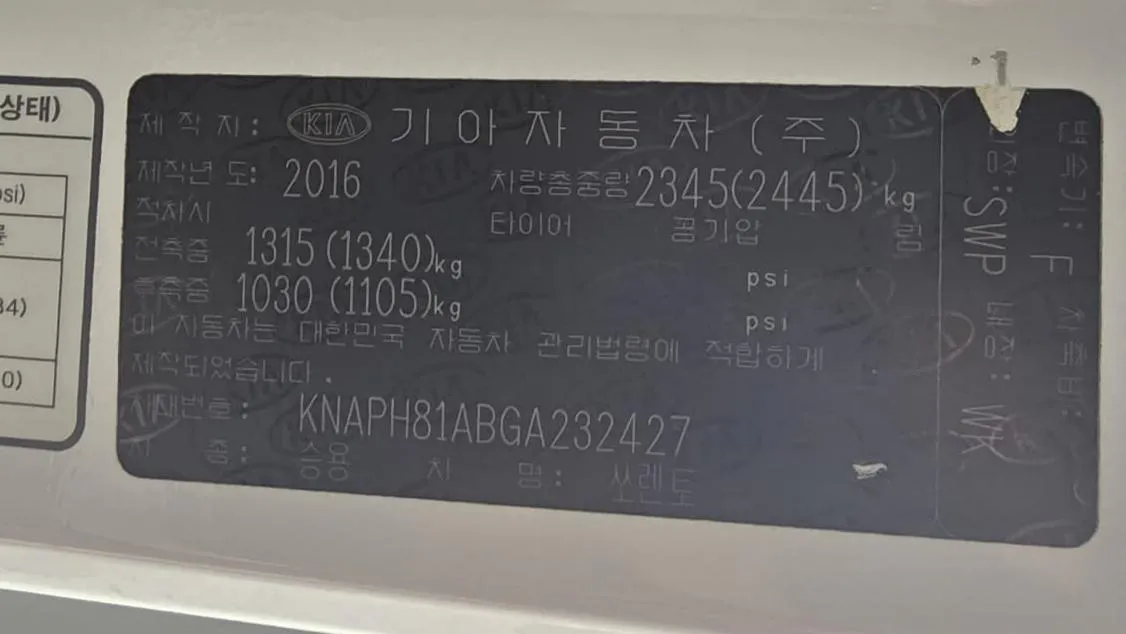 상태)
psi)
34)
0)
제 작 자: KIA 기 아 자 동 차 (주)
제작년 도: 2016 차량총중량 2345(2445) kg
적차시 타이어 공기압 림
전축중 1315 (1340)kg psi
후축중 1030 (1105)kg psi
이 자동차는 대한민국 자동차 관리법령에 적합하게
제작되었습니다.
차대번호: KNAPH81ABGA232427
차 종: 승용 차 명: 쏘렌토
변속기: F 차축비:
외장: SWP 내장: WK